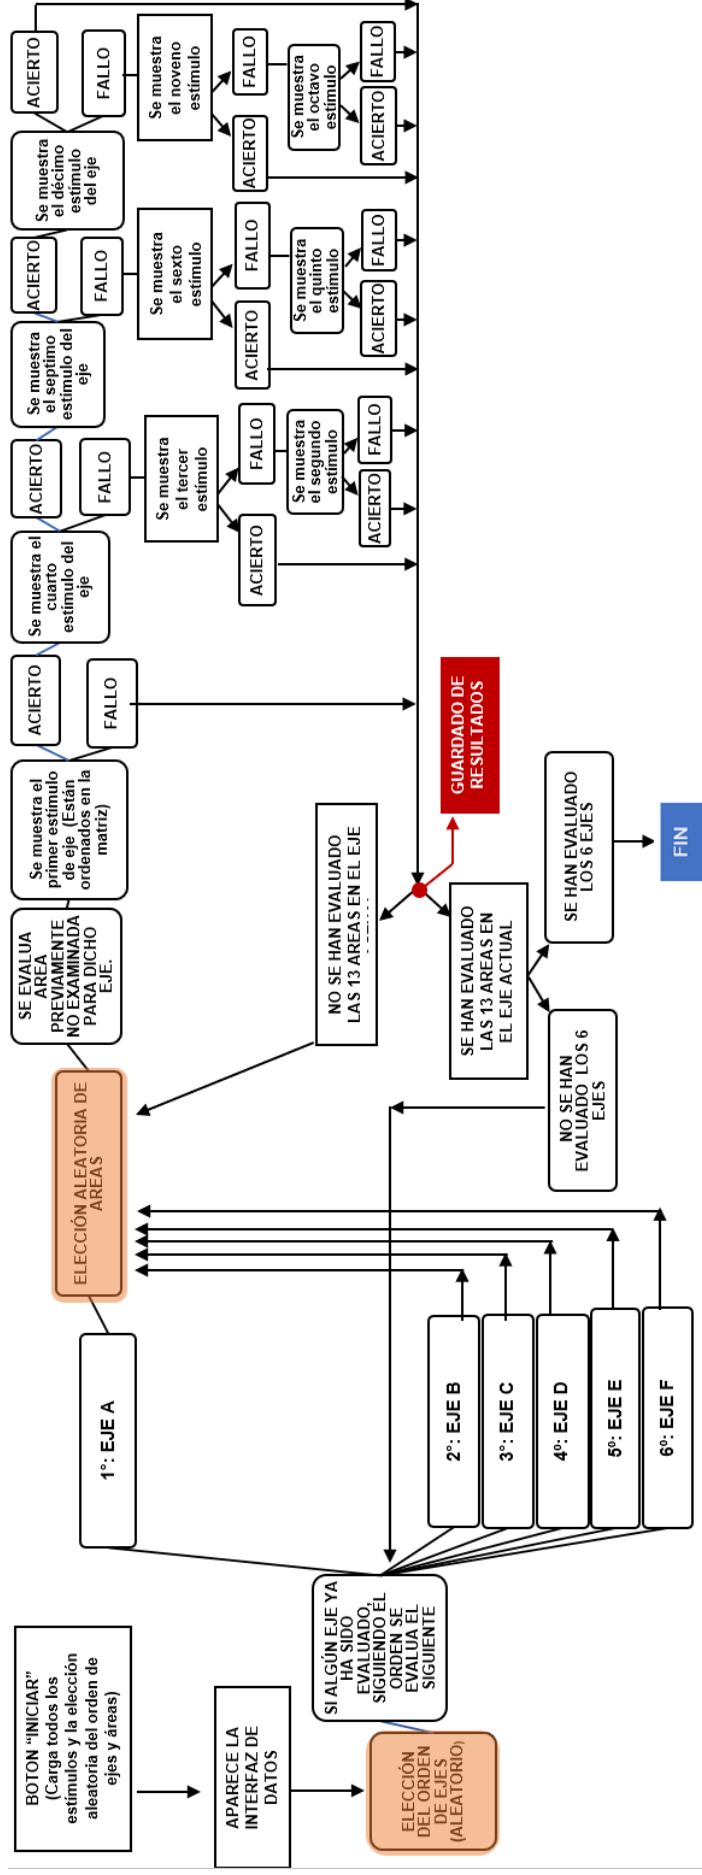 BOTON “INICIAR”
(Carga todos los
estímulos y la elección
aleatoria del orden de
ejes y áreas)
APARECE LA
INTERFAZ DE
DATOS
ELECCIÓN
DEL ORDEN
DE EJES
(ALEATORIO)
SI ALGÚN EJE YA
HA SIDO
EVALUADO,
SIGUIENDO EL
ORDEN SE
EVALUA EL
SIGUIENTE
1°: EJE A
2°: EJE B
3°: EJE C
4º: EJE D
5º: EJE E
6º: EJE F
ELECCIÓN ALEATORIA DE
AREAS
SE EVALUA
AREA
PREVIAMENTE
NO EXAMINADA
PARA DICHO
EJE.
Se muestra el
primer estímulo
de eje (Están
ordenados en la
matríz)
ACIERTO
FALLO
Se muestra el
cuarto
estímulo del
eje
ACIERTO
FALLO
Se muestra
el tercer
estímulo
ACIERTO
FALLO
Se muestra
el segundo
estímulo
ACIERTO
FALLO
Se muestra
el septimo
estímulo del
eje
ACIERTO
FALLO
Se muestra
el sexto
estímulo
ACIERTO
FALLO
Se muestra
el quinto
estímulo
ACIERTO
FALLO
Se muestra
el décimo
estímulo
del eje
ACIERTO
FALLO
Se muestra
el noveno
estímulo
ACIERTO
FALLO
Se muestra
el octavo
estímulo
ACIERTO
FALLO
NO SE HAN EVALUADO
LAS 13 AREAS EN EL EJE
GUARDADO DE
RESULTADOS
SE HAN EVALUADO
LAS 13 AREAS EN
EL EJE ACTUAL
NO SE HAN
EVALUADO LOS 6
EJES
SE HAN EVALUADO
LOS 6 EJES
FIN